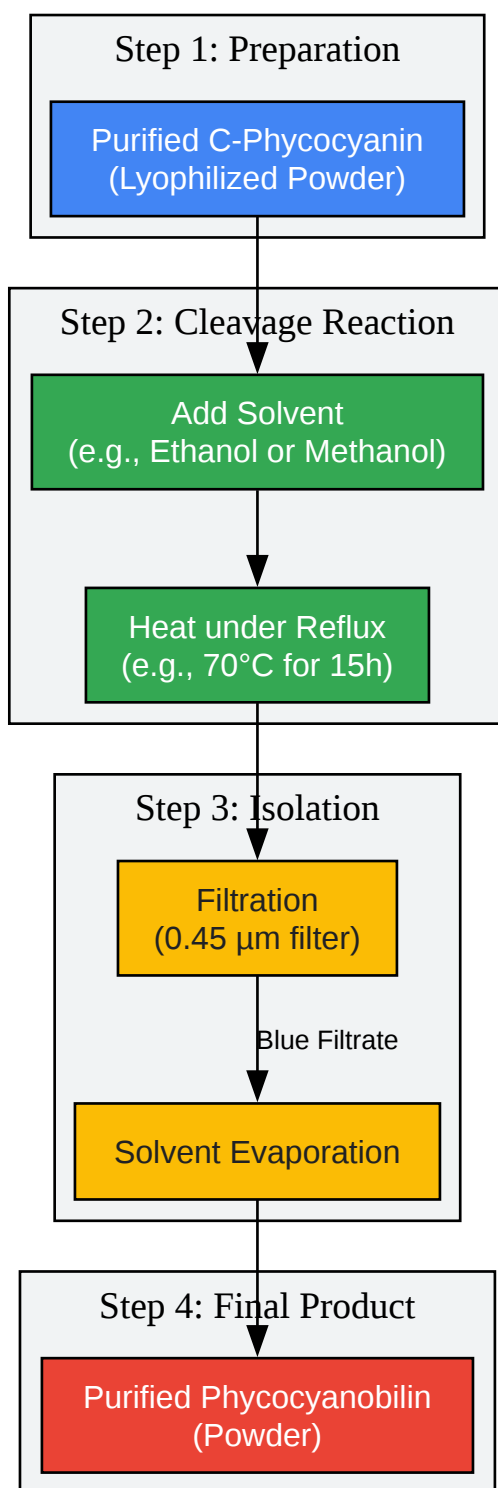 Step 1: Preparation
Purified C-Phycocyanin
(Lyophilized Powder)
Step 2: Cleavage Reaction
Add Solvent
(e.g., Ethanol or Methanol)
Heat under Reflux
(e.g., 70°C for 15h)
Step 3: Isolation
Filtration
(0.45 µm filter)
Blue Filtrate
Solvent Evaporation
Step 4: Final Product
Purified Phycocyanobilin
(Powder)